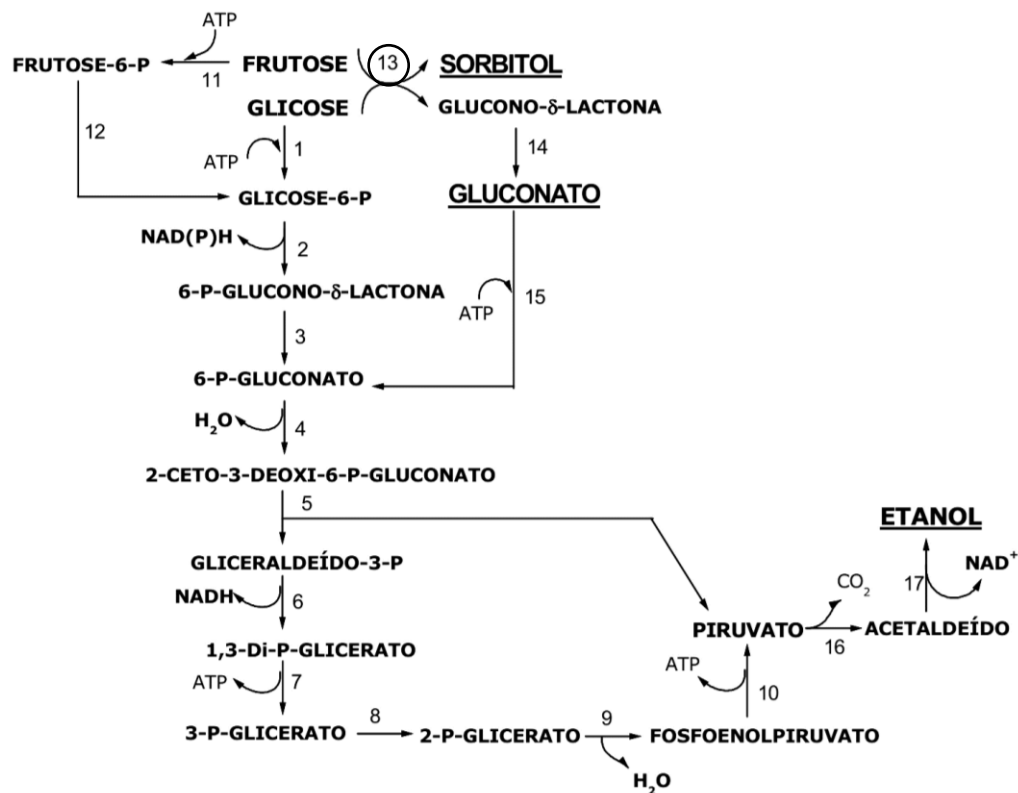 ATP
FRUTOSE-6-P
11
FRUTOSE
13
SORBITOL
GLICOSE
GLUCONO-δ-LACTONA
12
ATP
1
14
GLICOSE-6-P
GLUCONATO
NAD(P)H
2
6-P-GLUCONO-δ-LACTONA
ATP
15
3
6-P-GLUCONATO
H₂O
4
2-CETO-3-DEOXI-6-P-GLUCONATO
5
ETANOL
GLICERALDEÍDO-3-P
NAD⁺
CO₂
17
NADH
6
PIRUVATO
16
ACETALDEÍDO
1,3-Di-P-GLICERATO
ATP
7
ATP
10
3-P-GLICERATO
8
2-P-GLICERATO
9
FOSFOENOLPIRUVATO
H₂O